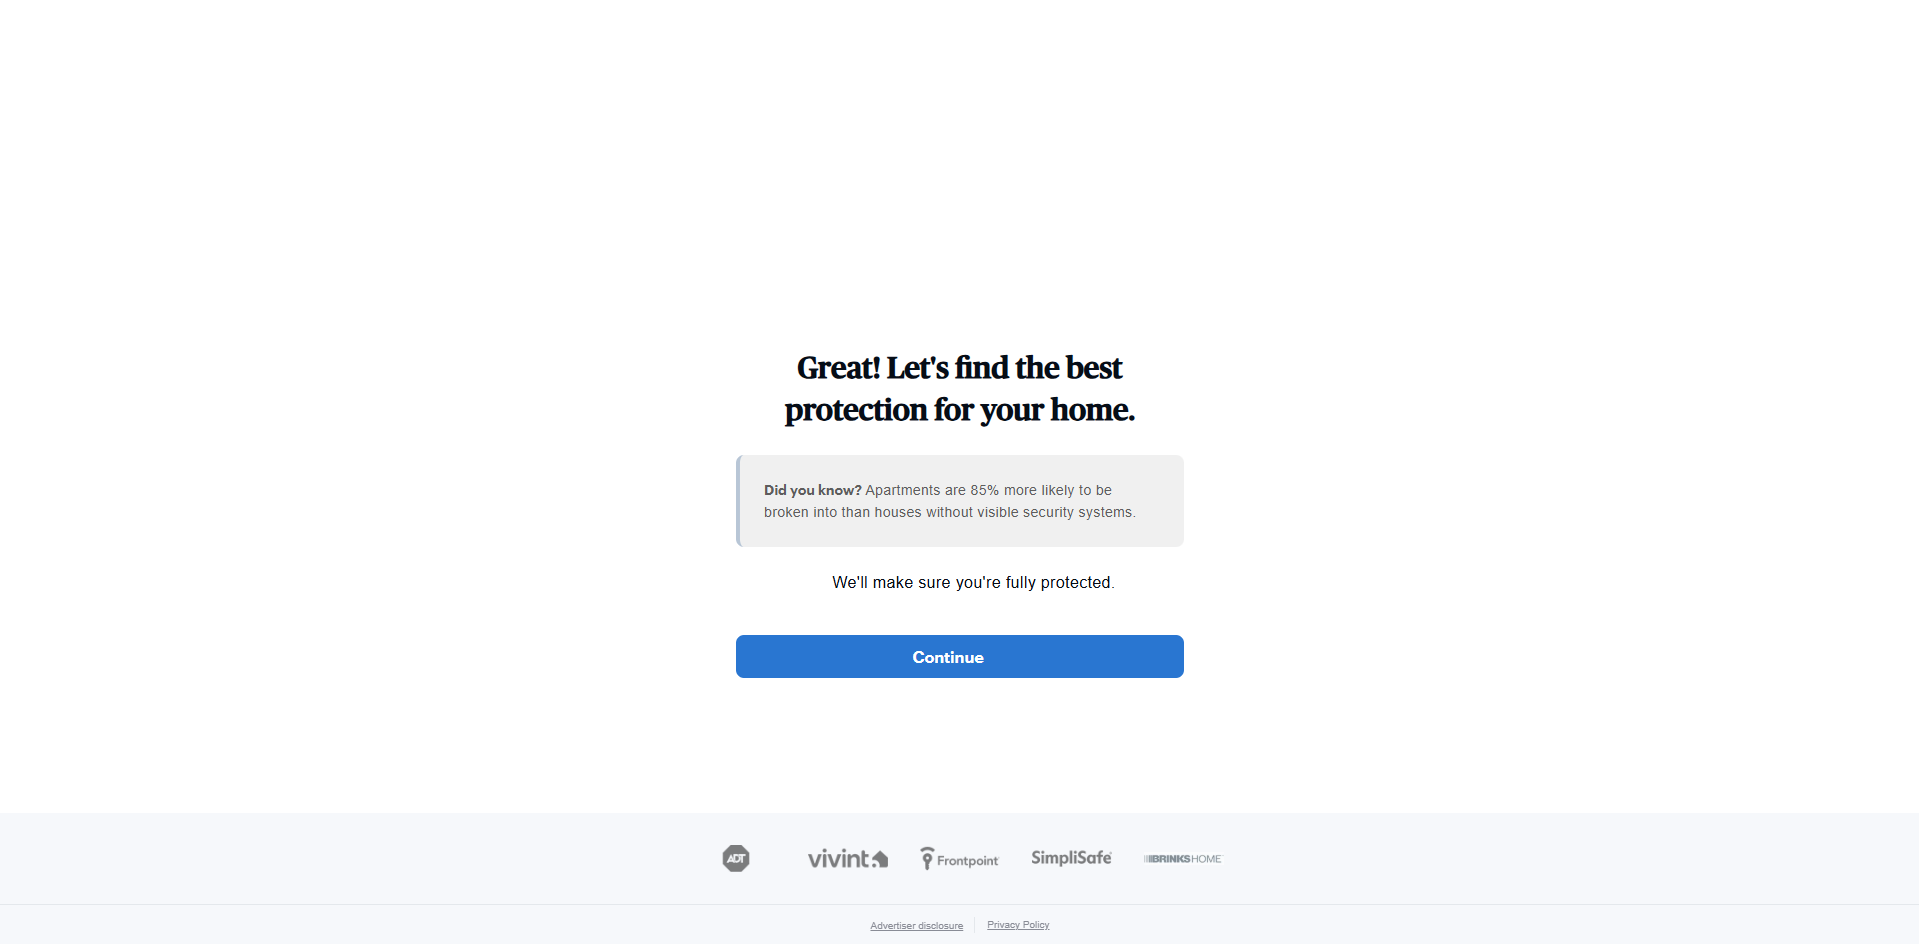 Great! Let's find the best
protection for your home.
Did you know? Apartments are 85% more likely to be
broken into than houses without visible security systems.
We'll make sure you're fully protected.
Continue
ADT
vivint
Frontpoint
SimpliSafe
BRINKS HOME
Advertiser disclosure
Privacy Policy